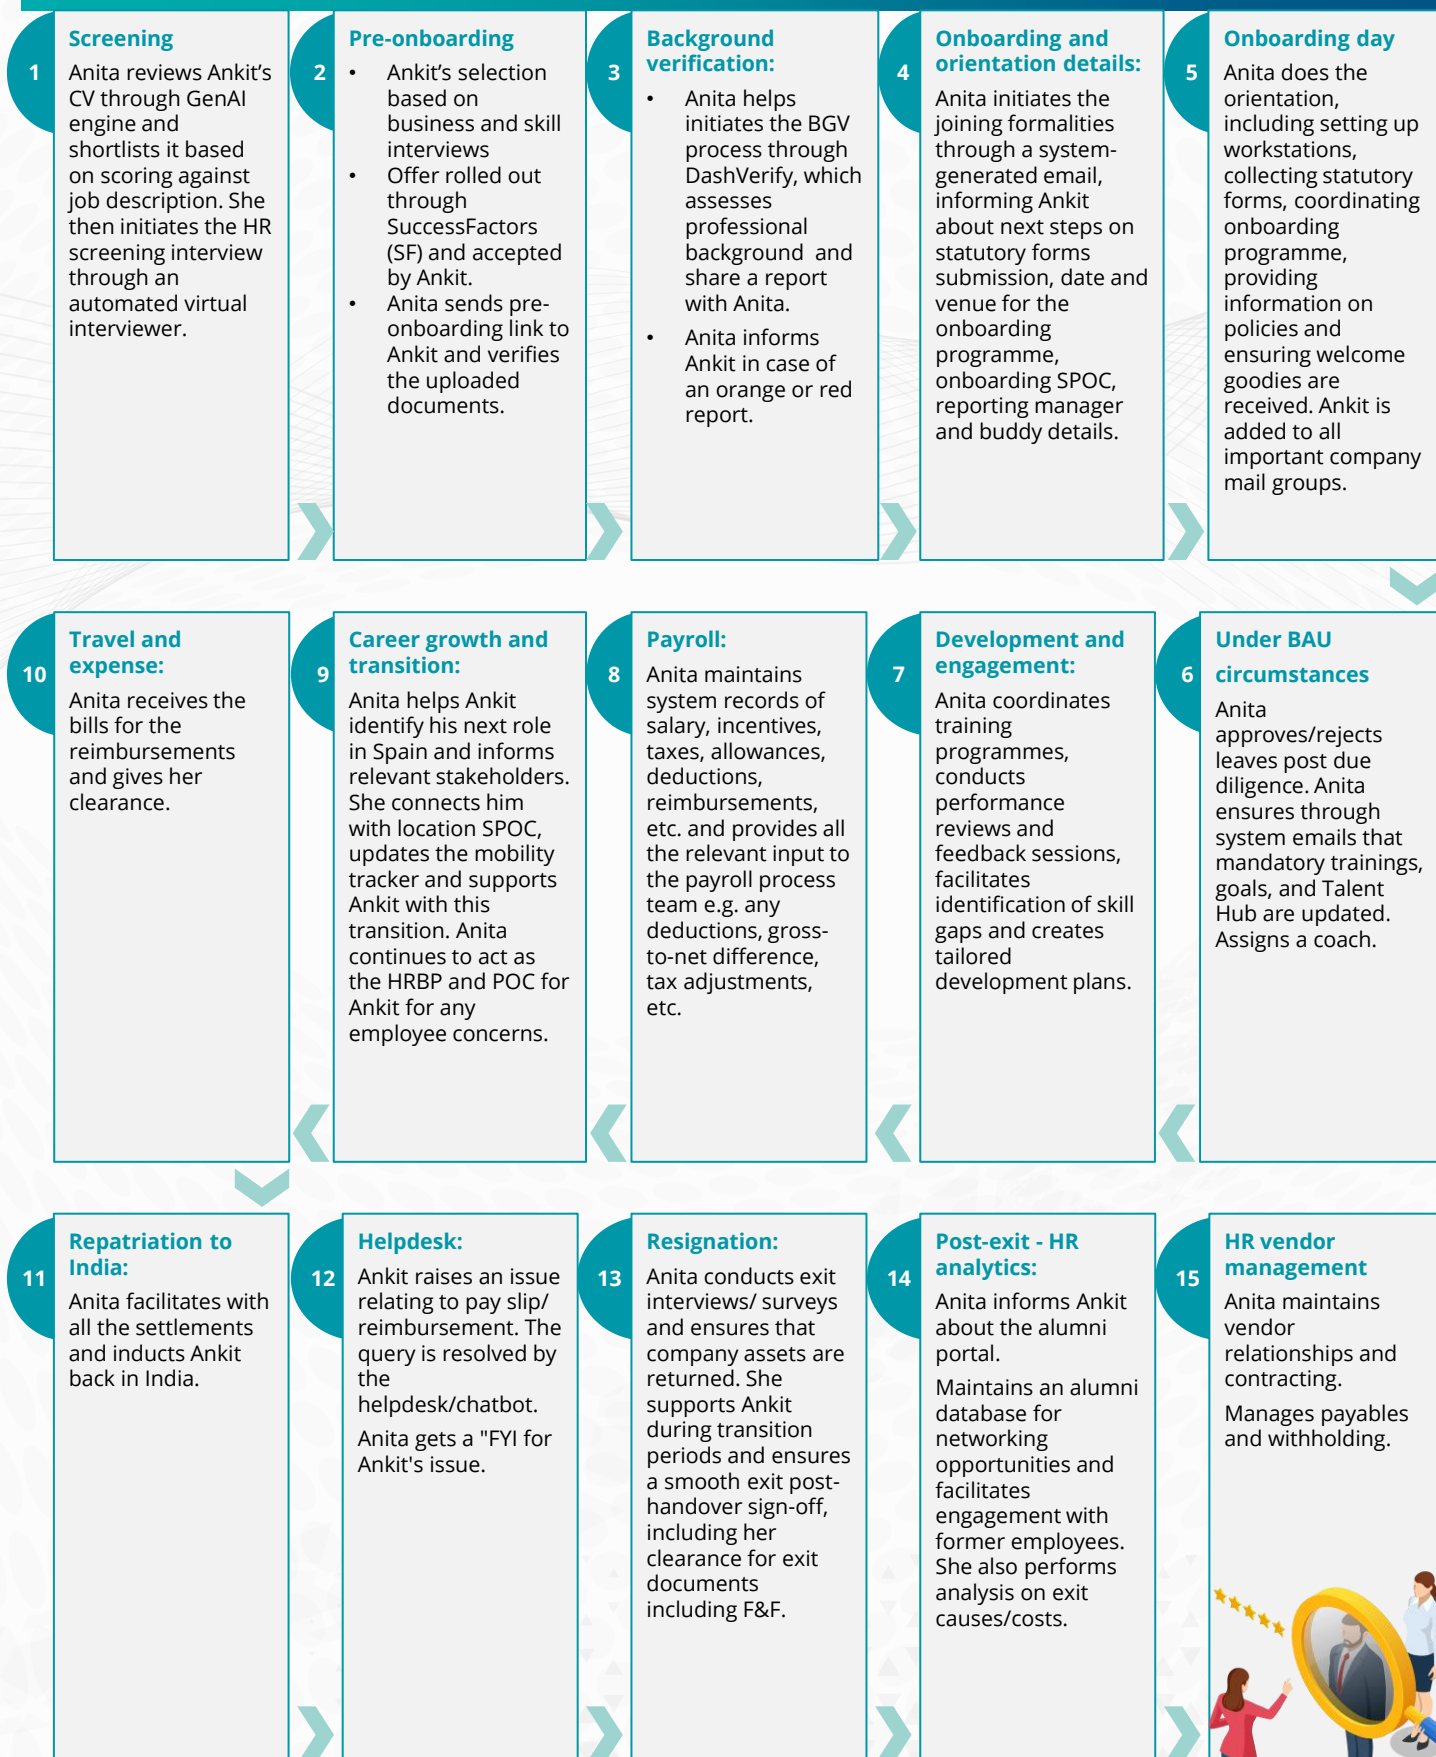 1
Screening
Anita reviews Ankit’s
CV through GenAI
engine and
shortlists it based
on scoring against
job description. She
then initiates the HR
screening interview
through an
automated virtual
interviewer.
2
Pre-onboarding
• Ankit’s selection
based on
business and skill
interviews
• Offer rolled out
through
SuccessFactors
(SF) and accepted
by Ankit.
• Anita sends pre-
onboarding link to
Ankit and verifies
the uploaded
documents.
3
Background
verification:
• Anita helps
initiates the BGV
process through
DashVerify, which
assesses
professional
background and
share a report
with Anita.
• Anita informs
Ankit in case of
an orange or red
report.
4
Onboarding and
orientation details:
Anita initiates the
joining formalities
through a system-
generated email,
informing Ankit
about next steps on
statutory forms
submission, date and
venue for the
onboarding
programme,
onboarding SPOC,
reporting manager
and buddy details.
5
Onboarding day
Anita does the
orientation,
including setting up
workstations,
collecting statutory
forms, coordinating
onboarding
programme,
providing
information on
policies and
ensuring welcome
goodies are
received. Ankit is
added to all
important company
mail groups.
6
Under BAU
circumstances
Anita
approves/rejects
leaves post due
diligence. Anita
ensures through
system emails that
mandatory trainings,
goals, and Talent
Hub are updated.
Assigns a coach.
7
Development and
engagement:
Anita coordinates
training
programmes,
conducts
performance
reviews and
feedback sessions,
facilitates
identification of skill
gaps and creates
tailored
development plans.
8
Payroll:
Anita maintains
system records of
salary, incentives,
taxes, allowances,
deductions,
reimbursements,
etc. and provides all
the relevant input to
the payroll process
team e.g. any
deductions, gross-
to-net difference,
tax adjustments,
etc.
9
Career growth and
transition:
Anita helps Ankit
identify his next role
in Spain and informs
relevant stakeholders.
She connects him
with location SPOC,
updates the mobility
tracker and supports
Ankit with this
transition. Anita
continues to act as
the HRBP and POC for
Ankit for any
employee concerns.
10
Travel and
expense:
Anita receives the
bills for the
reimbursements
and gives her
clearance.
11
Repatriation to
India:
Anita facilitates with
all the settlements
and inducts Ankit
back in India.
12
Helpdesk:
Ankit raises an issue
relating to pay slip/
reimbursement. The
query is resolved by
the
helpdesk/chatbot.
Anita gets a "FYI for
Ankit's issue.
13
Resignation:
Anita conducts exit
interviews/ surveys
and ensures that
company assets are
returned. She
supports Ankit
during transition
periods and ensures
a smooth exit post-
handover sign-off,
including her
clearance for exit
documents
including F&F.
14
Post-exit - HR
analytics:
Anita informs Ankit
about the alumni
portal.
Maintains an alumni
database for
networking
opportunities and
facilitates
engagement with
former employees.
She also performs
analysis on exit
causes/costs.
15
HR vendor
management
Anita maintains
vendor
relationships and
contracting.
Manages payables
and withholding.